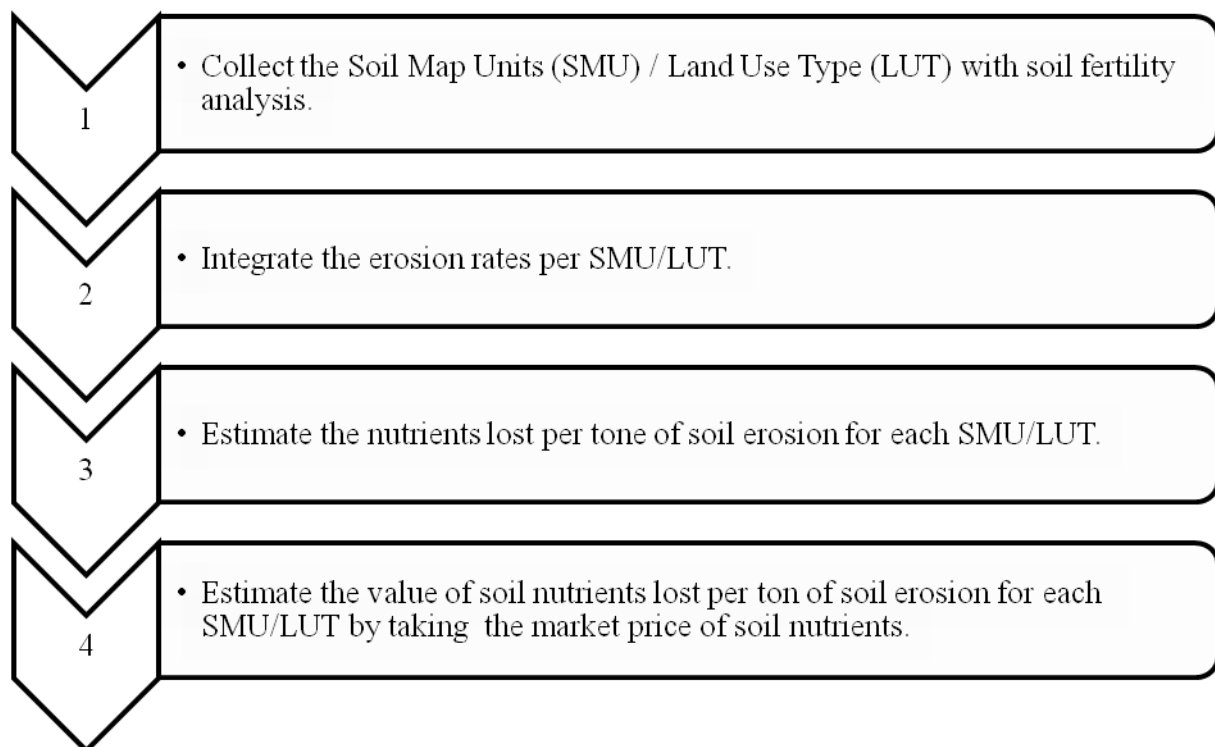 1
• Collect the Soil Map Units (SMU) / Land Use Type (LUT) with soil fertility
analysis.
2
• Integrate the erosion rates per SMU/LUT.
3
• Estimate the nutrients lost per tone of soil erosion for each SMU/LUT.
4
• Estimate the value of soil nutrients lost per ton of soil erosion for each
SMU/LUT by taking the market price of soil nutrients.